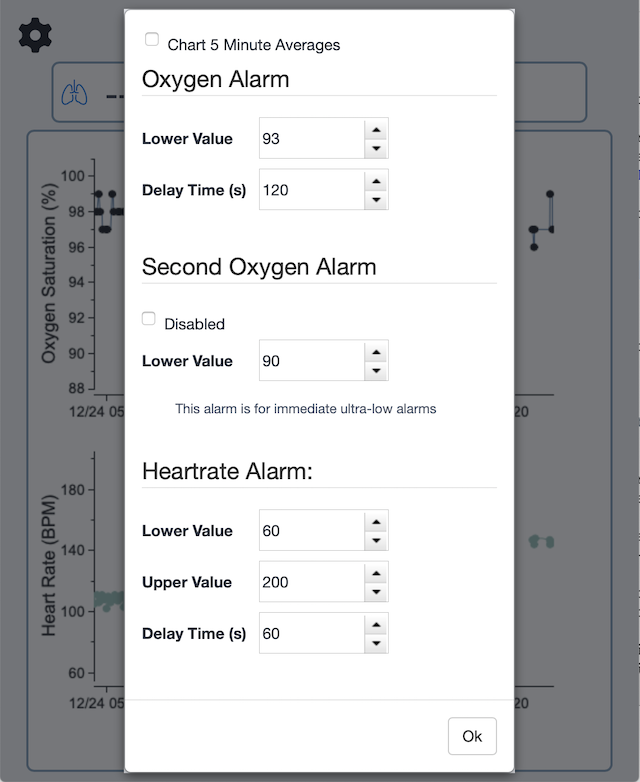 Chart 5 Minute Averages
Oxygen Alarm
Lower Value 93
Delay Time (s) 120
Second Oxygen Alarm
Disabled
Lower Value 90
This alarm is for immediate ultra-low alarms
Heartrate Alarm:
Lower Value 60
Upper Value 200
Delay Time (s) 60
Ok
--
Oxygen Saturation (%)
100
98
96
94
92
90
88
12/24 05
20
Heart Rate (BPM)
180
140
100
60
12/24 05
20